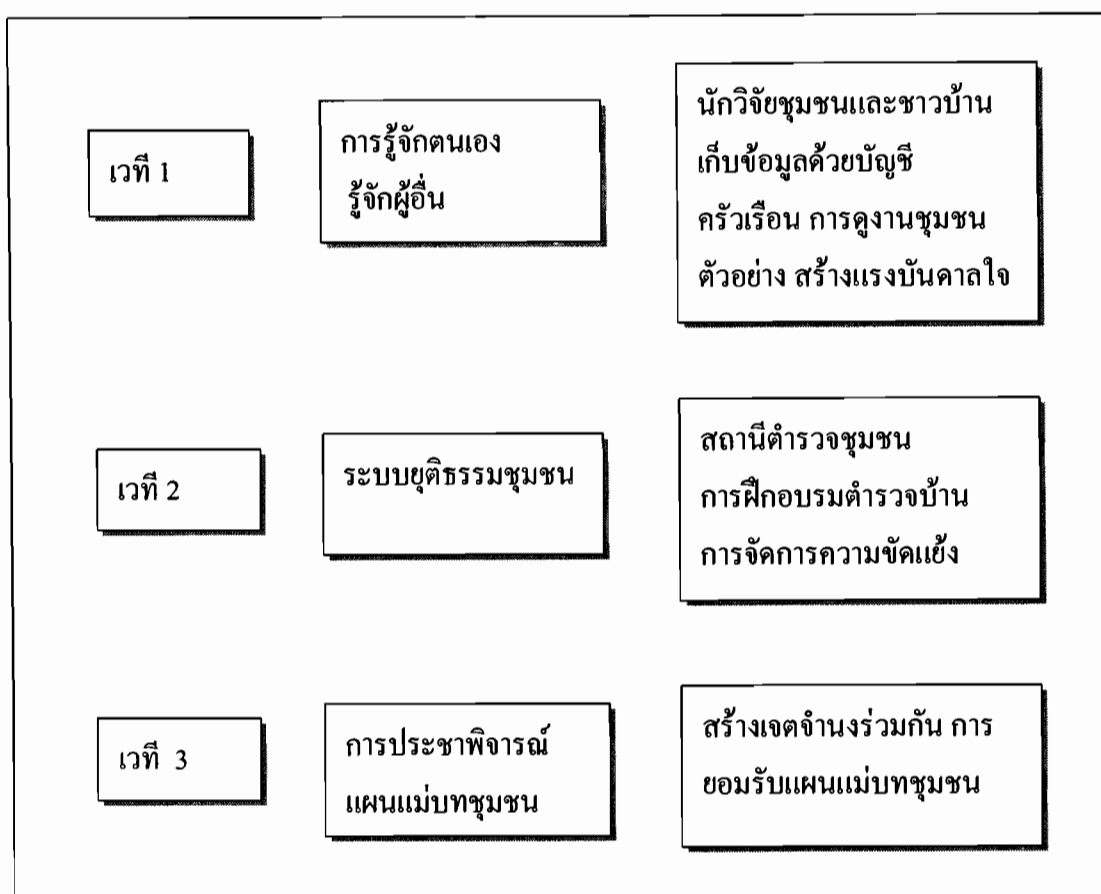 เวที 1
การรู้จักตนเอง
รู้จักผู้อื่น
นักวิจัยชุมชนและชาวบ้าน
เก็บข้อมูลด้วยบัญชี
ครัวเรือน การดูงานชุมชน
ตัวอย่าง สร้างแรงบันดาลใจ
เวที 2
ระบบยุติธรรมชุมชน
สถานีตำรวจชุมชน
การฝึกอบรมตำรวจบ้าน
การจัดการความขัดแย้ง
เวที 3
การประชาพิจารณ์
แผนแม่บทชุมชน
สร้างเจตจำนงร่วมกัน การ
ยอมรับแผนแม่บทชุมชน